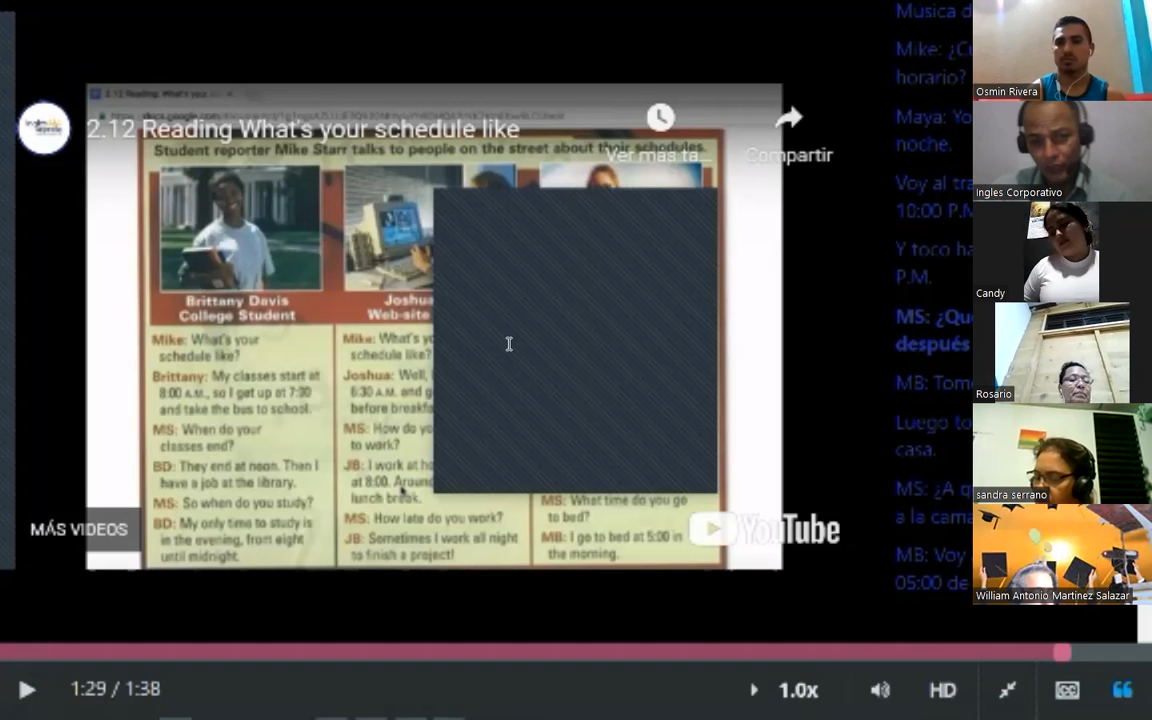 2.12 Reading What's your schedule like
Ver más ta...
Compartir
Student reporter Mike Starr talks to people on the street about their schedules.
Brittany Davis
College Student
Mike: What's your
schedule like?
Brittany: My classes start at
8:00 A.M., so I get up at 7:30
and take the bus to school.
MS: When do your
classes end?
BD: They end at noon. Then I
have a job at the library.
MS: So when do you study?
BD: My only time to study is
in the evening, from eight
until midnight.
Joshua
Web-site
Mike: What's yo
schedule like?
Joshua: Well,
6:30 A.M. and g
before breakfa
MS: How do yo
to work?
JB: I work at ho
at 8:00. Around
lunch break.
MS: How late do you work?
JB: Sometimes I work all night
to finish a project!
MS: What time do you go
to bed?
MB: I go to bed at 5:00 in
the morning.
MÁS VIDEOS
YouTube
Música d
Mike: ¿Cu
horario?
Maya: Yo
noche.
Voy al tra
10:00 P.M
Y toco ha
P.M.
MS: ¿Qué
después
MB: Tomo
Luego to
casa.
MS: ¿A q
a la cama
MB: Voy
05:00 de
Osmin Rivera
Ingles Corporativo
Candy
Rosario
sandra serrano
William Antonio Martinez Salazar
1:29 / 1:38
1.0x
HD
CC